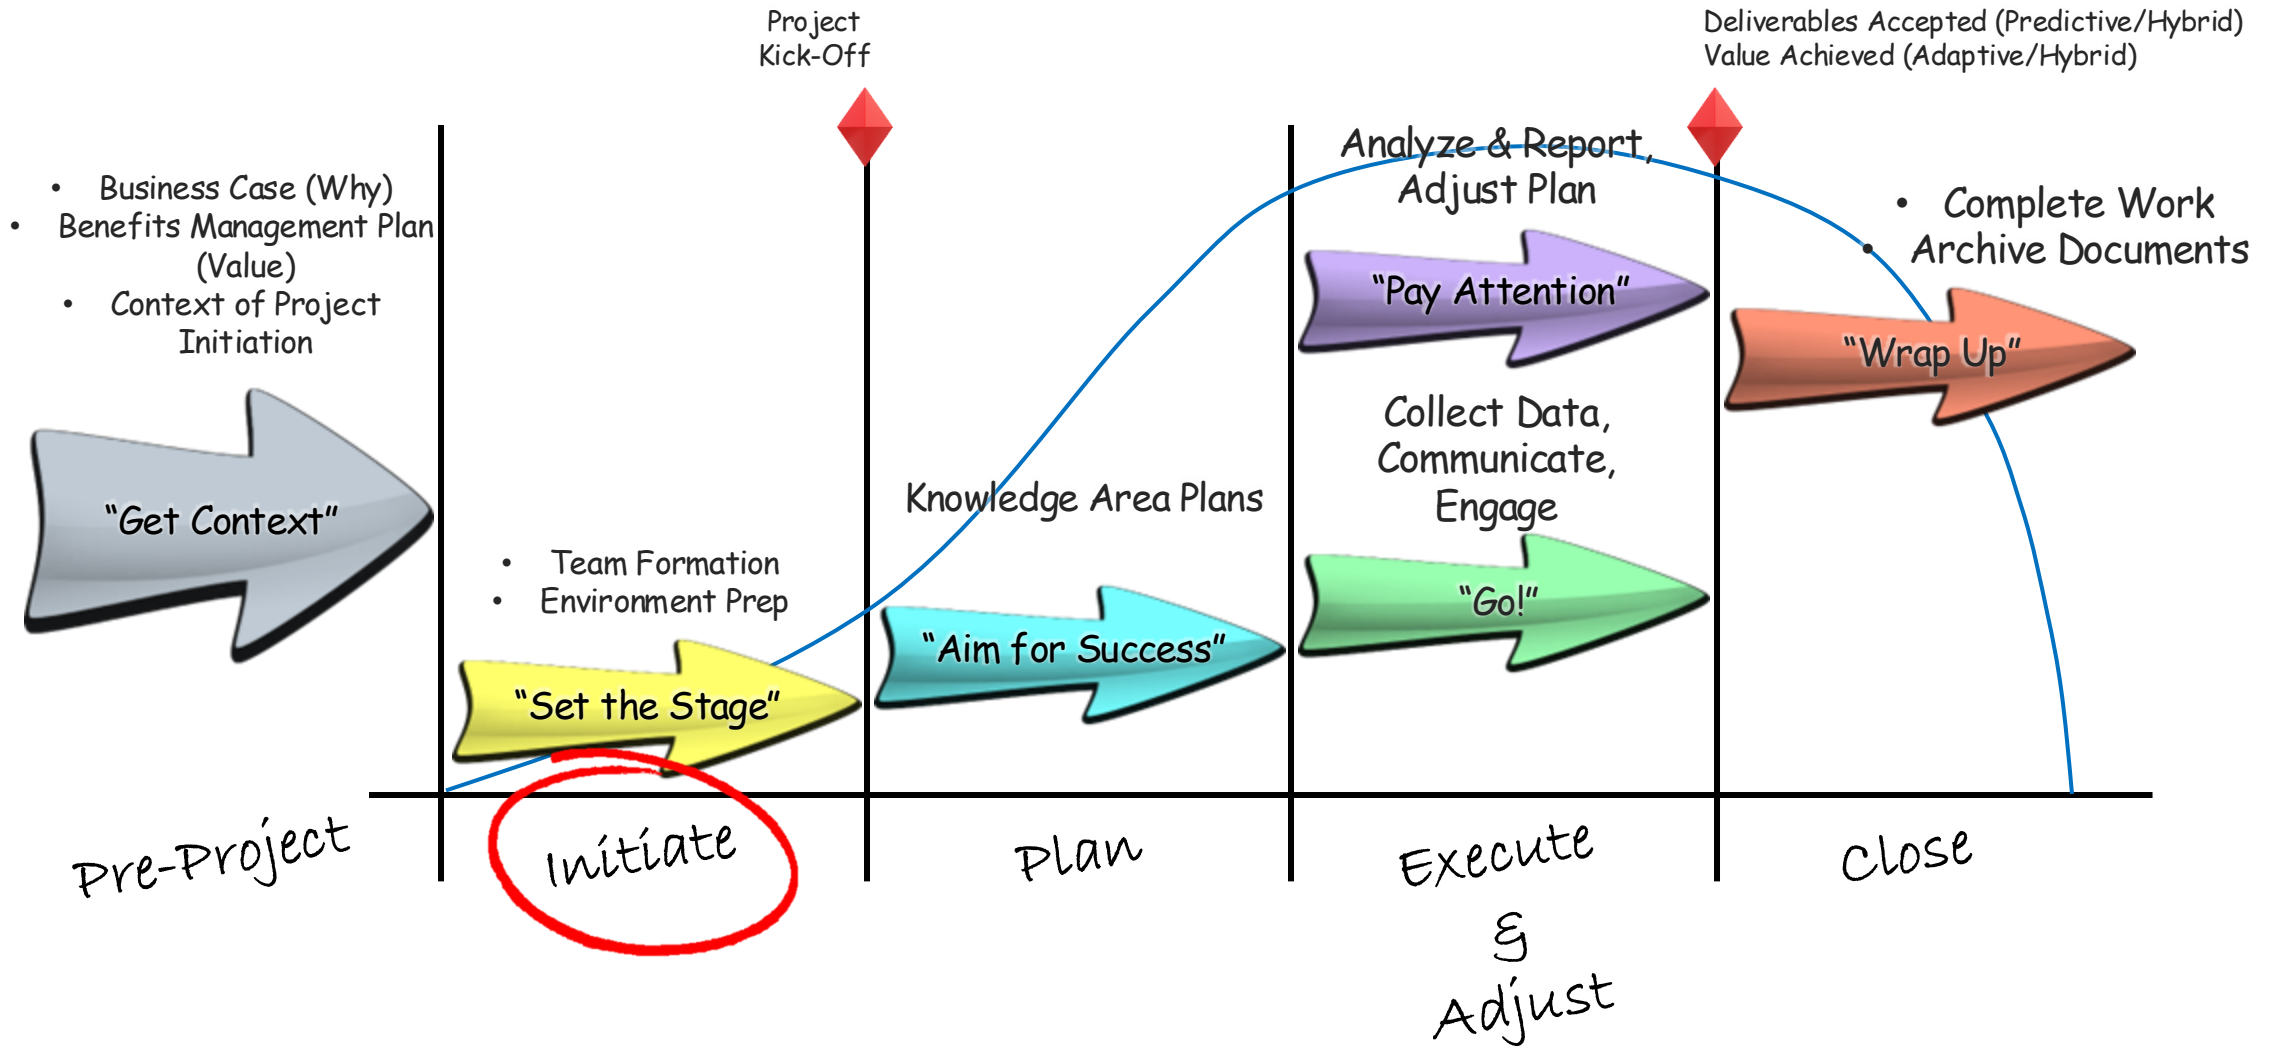 Project
Kick-Off
Deliverables Accepted (Predictive/Hybrid)
Value Achieved (Adaptive/Hybrid)
• Business Case (Why)
• Benefits Management Plan
(Value)
• Context of Project
Initiation
"Get Context"
• Team Formation
• Environment Prep
"Set the Stage"
Knowledge Area Plans
"Aim for Success"
Analyze & Report,
Adjust Plan
"Pay Attention"
Collect Data,
Communicate,
Engage
"Go!"
• Complete Work
• Archive Documents
"Wrap Up"
Pre-Project
Initiate
Plan
Execute
&
Adjust
Close